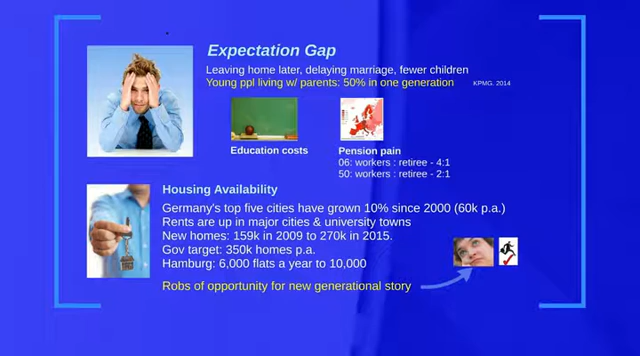 Expectation Gap
Leaving home later, delaying marriage, fewer children
Young ppl living w/ parents: 50% in one generation
KPMG. 2014
Education costs
Pension pain
06: workers : retiree - 4:1
50: workers : retiree - 2:1
Housing Availability
Germany's top five cities have grown 10% since 2000 (60k p.a.)
Rents are up in major cities & university towns
New homes: 159k in 2009 to 270k in 2015.
Gov target: 350k homes p.a.
Hamburg: 6,000 flats a year to 10,000
Robs of opportunity for new generational story